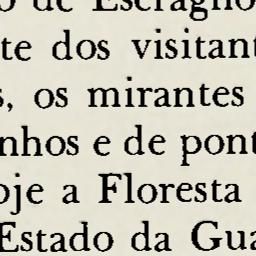 o de Escragno
te dos visitant
s, os mirantes
nhos e de pont
oje a Floresta
Estado da Gua